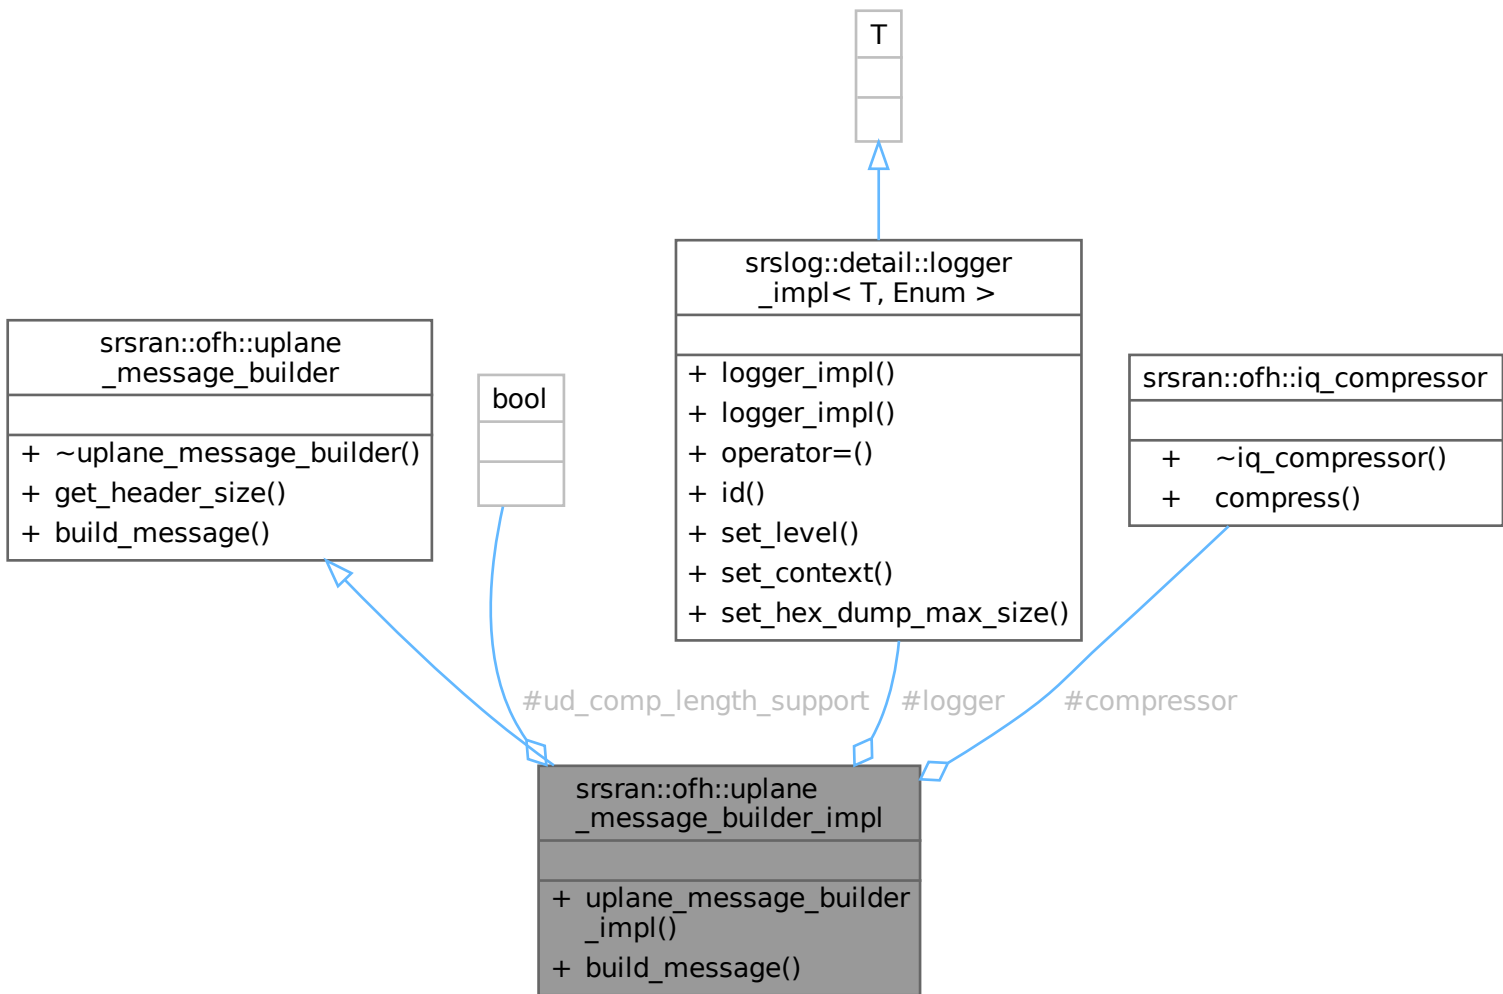 T
srslog::detail::logger
_impl< T, Enum >
+ logger_impl()
+ logger_impl()
+ operator=()
+ id()
+ set_level()
+ set_context()
+ set_hex_dump_max_size()
srsran::ofh::uplane
_message_builder
+ ~uplane_message_builder()
+ get_header_size()
+ build_message()
bool
srsran::ofh::iq_compressor
+ ~iq_compressor()
+ compress()
#ud_comp_length_support
#logger
#compressor
srsran::ofh::uplane
_message_builder_impl
+ uplane_message_builder
_impl()
+ build_message()